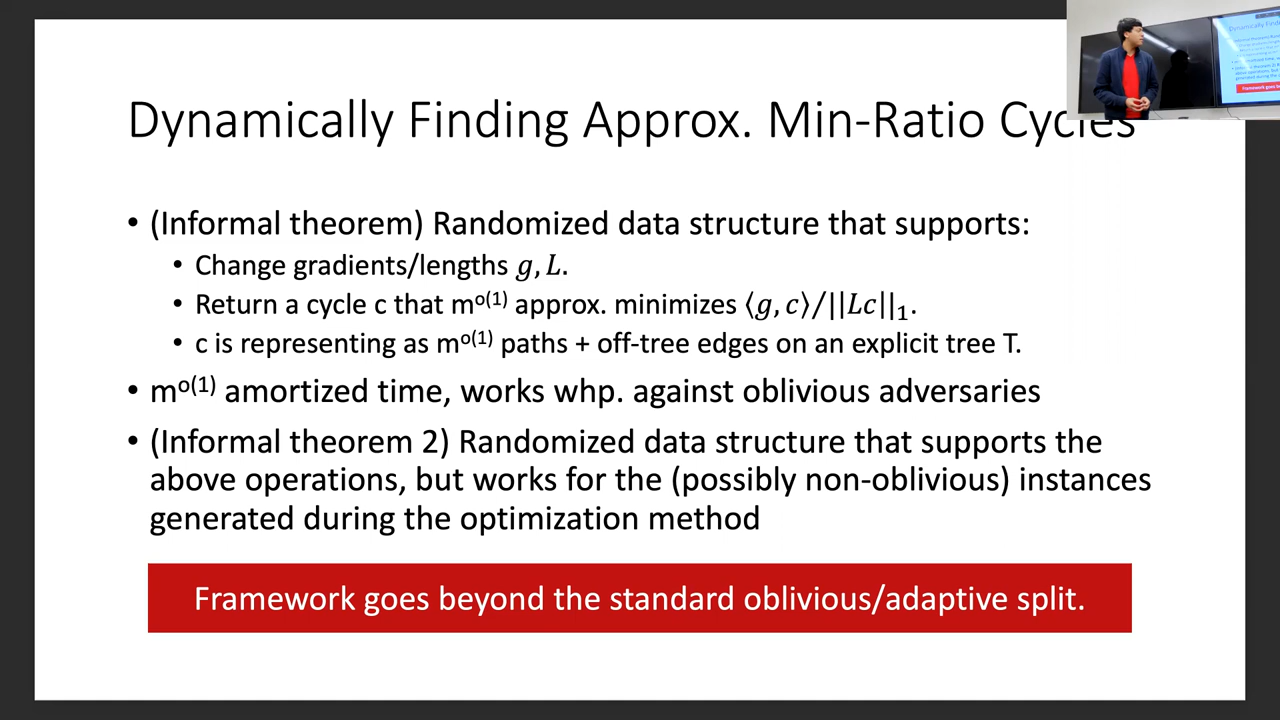 Dynamically Finding Approx. Min-Ratio Cycles
• (Informal theorem) Randomized data structure that supports:
• Change gradients/lengths g, L.
• Return a cycle c that m^o(1) approx. minimizes ⟨g, c⟩/||Lc||₁.
• c is representing as m^o(1) paths + off-tree edges on an explicit tree T.
• m^o(1) amortized time, works whp. against oblivious adversaries
• (Informal theorem 2) Randomized data structure that supports the
above operations, but works for the (possibly non-oblivious) instances
generated during the optimization method
Framework goes beyond the standard oblivious/adaptive split.